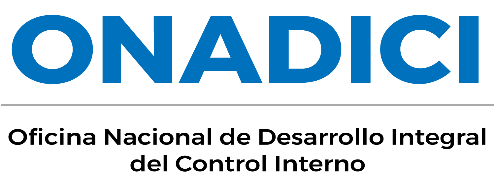 ONADICI
Oficina Nacional de Desarrollo Integral
del Control Interno